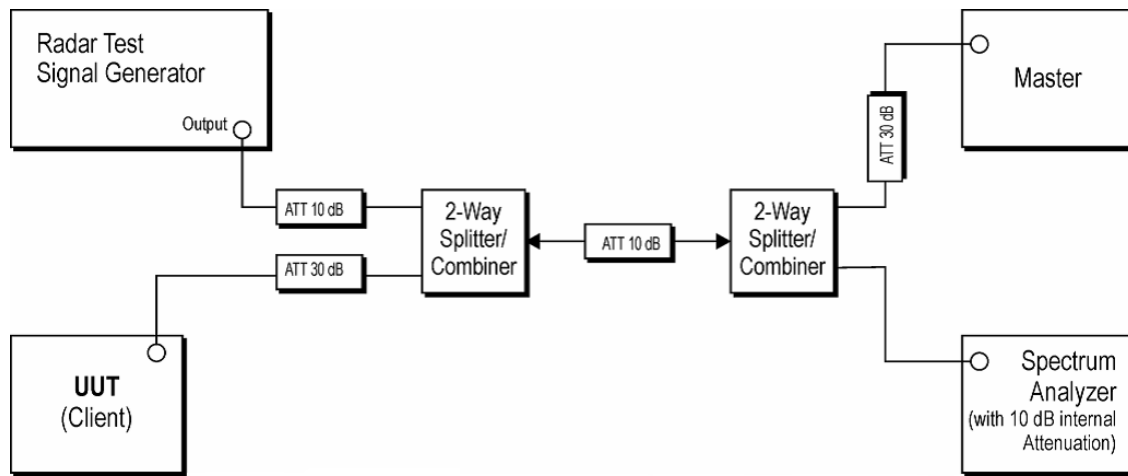 Radar Test
Signal Generator
Output
ATT 10 dB
ATT 30 dB
UUT
(Client)
2-Way
Splitter/
Combiner
ATT 10 dB
2-Way
Splitter/
Combiner
ATT 30 dB
Master
Spectrum
Analyzer
(with 10 dB internal
Attenuation)